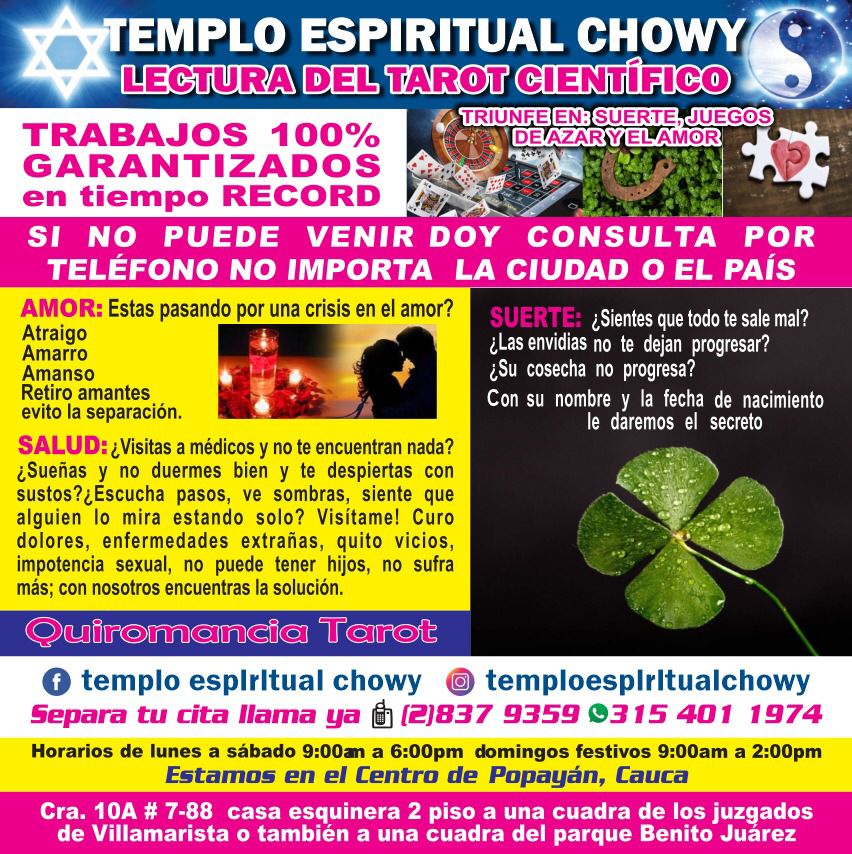 TEMPLO ESPIRITUAL CHOWY
LECTURA DEL TAROT CIENTÍFICO
TRABAJOS 100%
GARANTIZADOS
en tiempo RECORD
TRIUNFE EN: SUERTE, JUEGOS
DE AZAR Y EL AMOR
SI NO PUEDE VENIR DOY CONSULTA POR
TELÉFONO NO IMPORTA LA CIUDAD O EL PAÍS
AMOR: Estas pasando por una crisis en el amor?
Atraigo
Amarro
Amanso
Retiro amantes
evito la separación.
SALUD: ¿Visitas a médicos y no te encuentran nada?
¿Sueñas y no duermes bien y te despiertas con
sustos?¿Escucha pasos, ve sombras, siente que
alguien lo mira estando solo? Visítame! Curo
dolores, enfermedades extrañas, quito vicios,
impotencia sexual, no puede tener hijos, no sufra
más; con nosotros encuentras la solución.
Quiromancia Tarot
SUERTE: ¿Sientes que todo te sale mal?
¿Las envidias no te dejan progresar?
¿Su cosecha no progresa?
Con su nombre y la fecha de nacimiento
le daremos el secreto
templo espIrItual chowy temploespIrItualchowy
Separa tu cita llama ya (2)837 9359 315 401 1974
Horarios de lunes a sábado 9:00am a 6:00pm domingos festivos 9:00am a 2:00pm
Estamos en el Centro de Popayán, Cauca
Cra. 10A # 7-88 casa esquinera 2 piso a una cuadra de los juzgados
de Villamarista o también a una cuadra del parque Benito Juárez